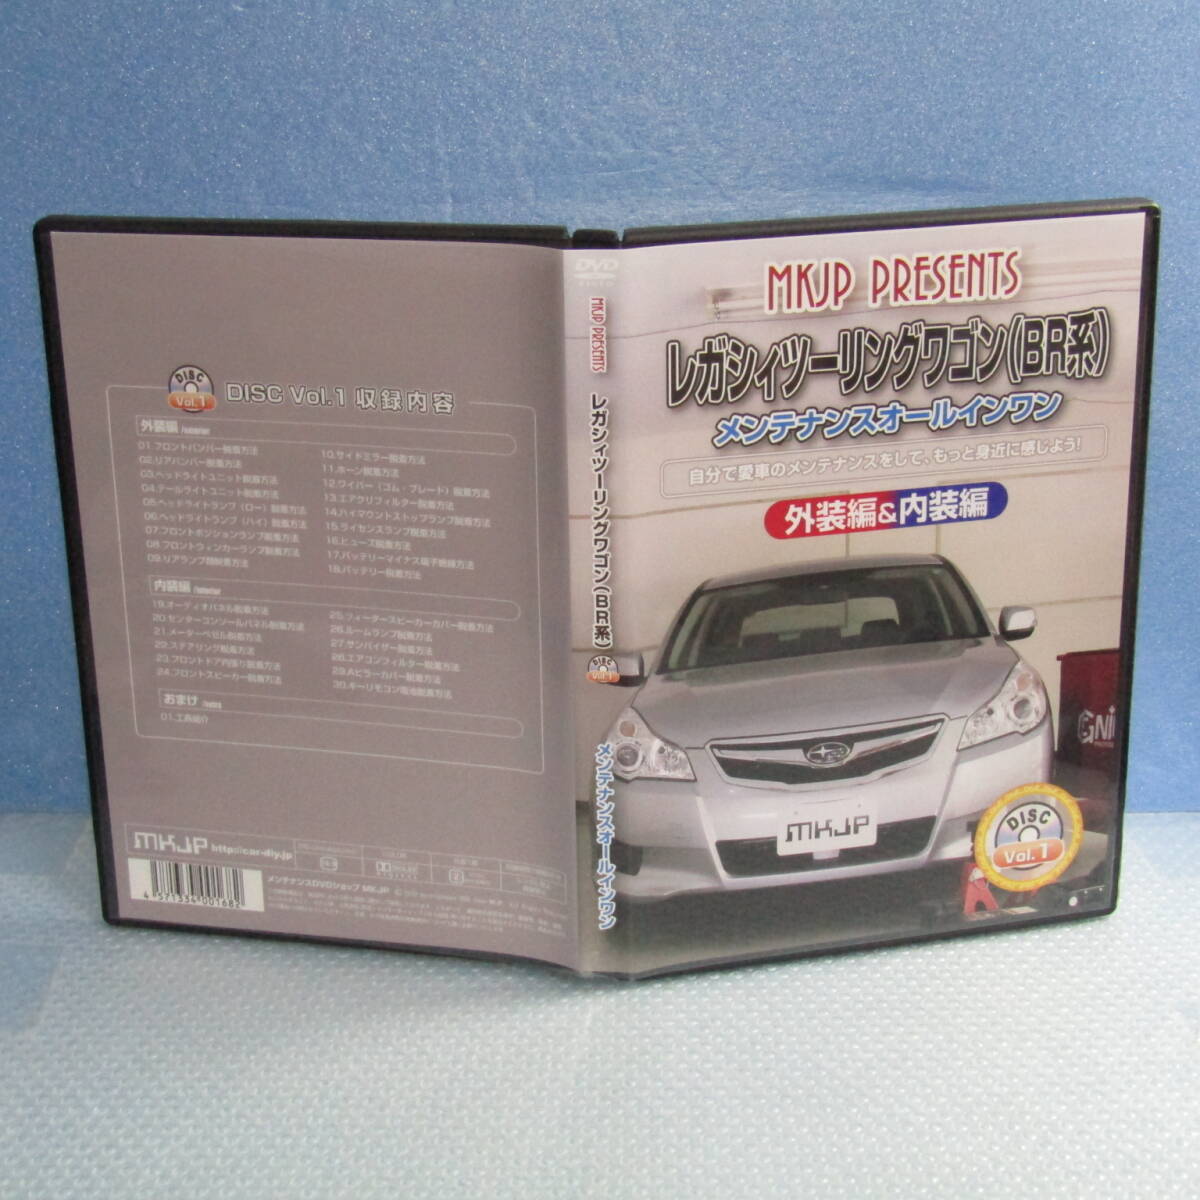 DISC
Vol.1
DISC Vol.1 収録内容
外装編 /exterior
01.フロントバンパー脱着方法
02.リアバンパー脱着方法
03.ヘッドライトユニット脱着方法
04.テールライトユニット脱着方法
05.ヘッドライトランプ（ロー）脱着方法
06.ヘッドライトランプ（ハイ）脱着方法
07.フロントポジションランプ脱着方法
08.フロントウィンカーランプ脱着方法
09.リアランプ類脱着方法
10.サイドミラー脱着方法
11.ホーン脱着方法
12.ワイパー（ゴム・ブレード）脱着方法
13.エアクリフィルター脱着方法
14.ハイマウントストップランプ脱着方法
15.ライセンスランプ脱着方法
16.ヒューズ脱着方法
17.バッテリーマイナス端子絶縁方法
18.バッテリー脱着方法
内装編 /interior
19.オーディオパネル脱着方法
20.センターコンソールパネル脱着方法
21.メーターベゼル脱着方法
22.ステアリング脱着方法
23.フロントドア内張り脱着方法
24.フロントスピーカー脱着方法
25.ツィータースピーカーカバー脱着方法
26.ルームランプ脱着方法
27.サンバイザー脱着方法
28.エアコンフィルター脱着方法
29.Aピラーカバー脱着方法
30.キーリモコン電池脱着方法
おまけ /extra
01.工具紹介
MKJP http://car-diy.jp
メンテナンスDVDショップ MKJP
4 571334 001682
DVD
VIDEO
MKJP PRESENTS
レガシィツーリングワゴン(BR系)
DISC
Vol.1
メンテナンスオールインワン
MKJP PRESENTS
レガシィツーリングワゴン(BR系)
メンテナンスオールインワン
自分で愛車のメンテナンスをして、もっと身近に感じよう!
外装編&内装編
MKJP
DISC
Vol.1